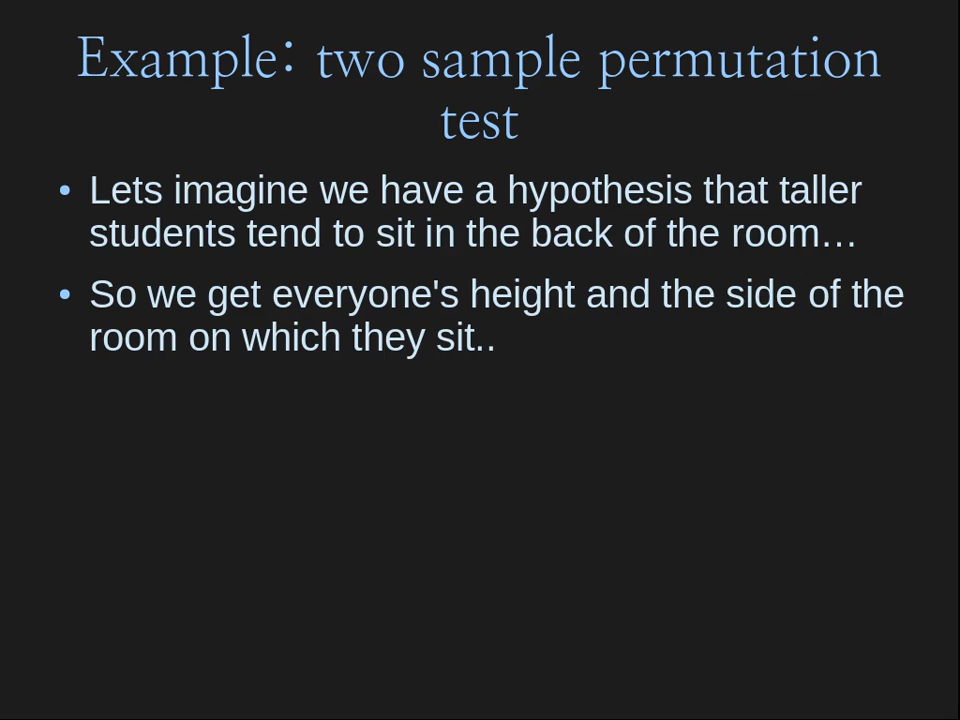 Example: two sample permutation
test
• Lets imagine we have a hypothesis that taller
students tend to sit in the back of the room…
• So we get everyone's height and the side of the
room on which they sit..